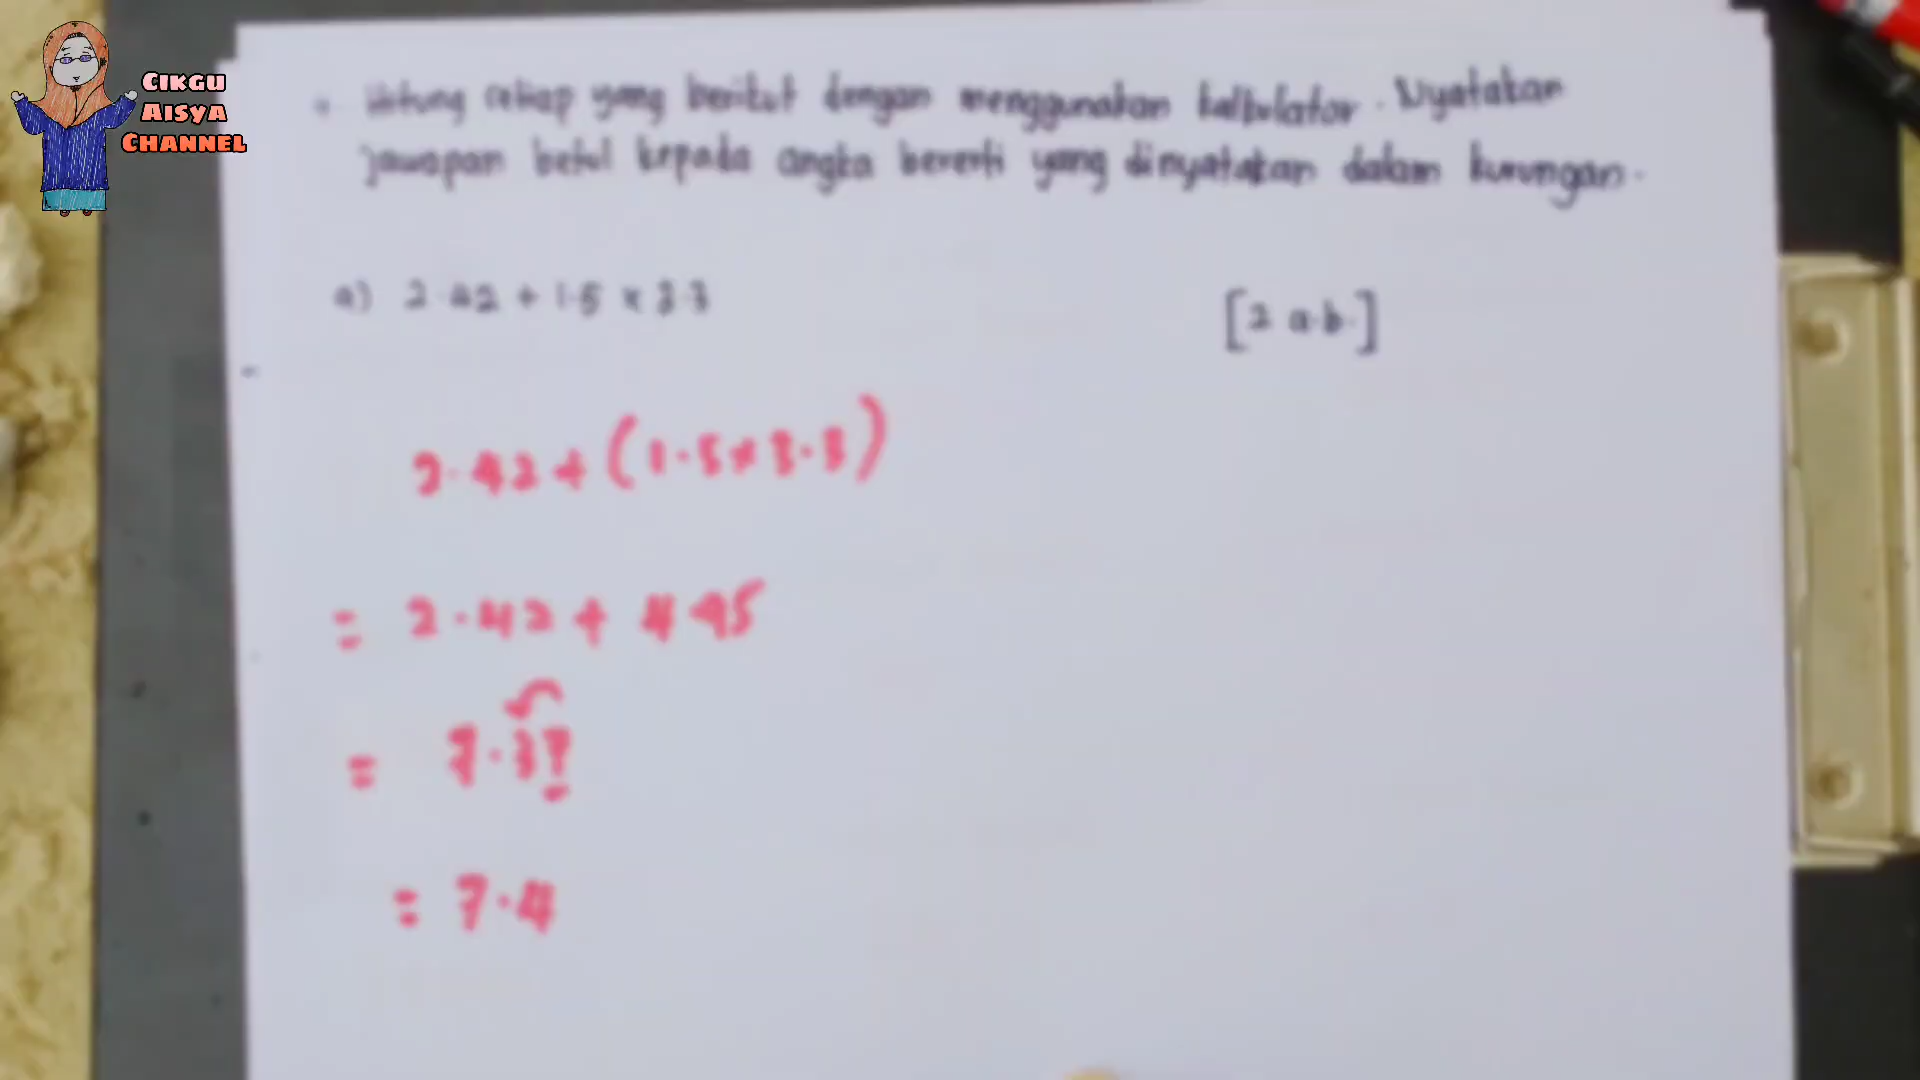 CIKGU
AISYA
CHANNEL
Hitung setiap yang berikut dengan menggunakan kalkulator. Nyatakan
jawapan betul kepada angka bererti yang dinyatakan dalam kurungan.
a) 2.42 + 1.5 × 3.3
[2 a.b.]
2.42 + (1.5 × 3.3)
= 2.42 + 4.95
= 7.37
= 7.4